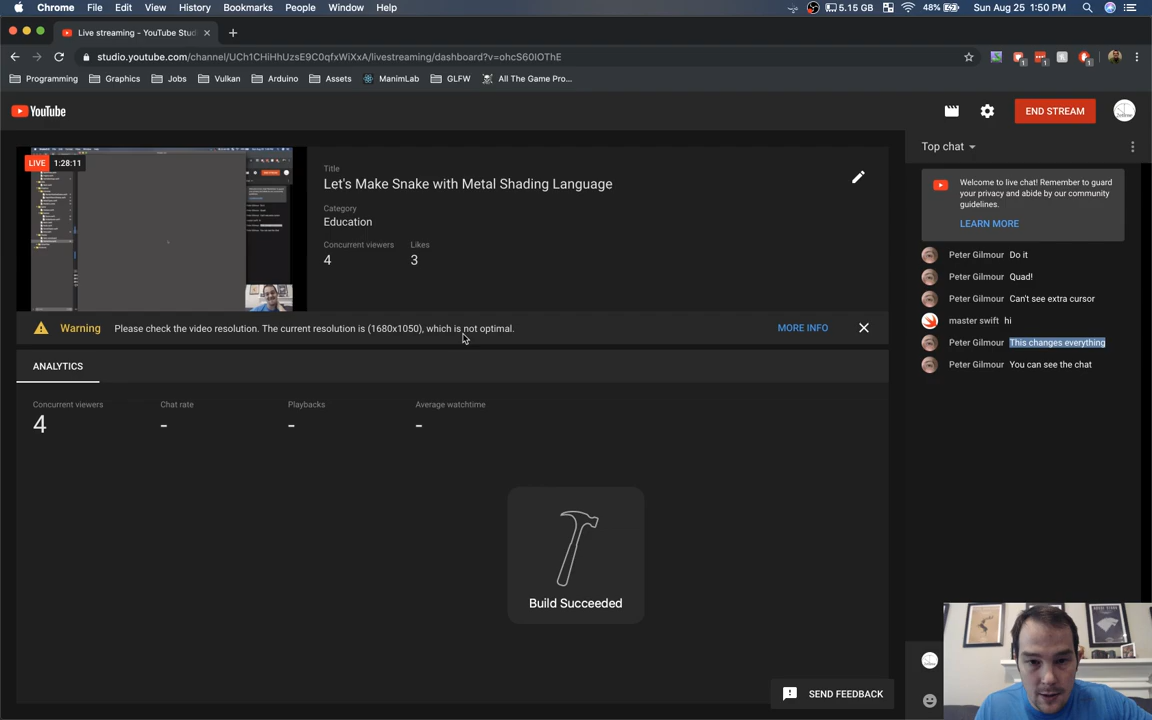 Chrome File Edit View History Bookmarks People Window Help 5.15 GB 48% Sun Aug 25 1:50 PM
Live streaming - YouTube Stud
studio.youtube.com/channel/UCh1CHiHhUzsE9C0qfxWiXxA/livestreaming/dashboard?v=ohcS60IOThE
Programming Graphics Jobs Vulkan Arduino Assets ManimLab GLFW All The Game Pro...
YouTube END STREAM
LIVE 1:28:11
Title
Let's Make Snake with Metal Shading Language
Category
Education
Concurrent viewers Likes
4 3
Warning Please check the video resolution. The current resolution is (1680x1050), which is not optimal. MORE INFO
ANALYTICS
Concurrent viewers Chat rate Playbacks Average watchtime
4 - - -
Build Succeeded
SEND FEEDBACK
Top chat
Welcome to live chat! Remember to guard
your privacy and abide by our community
guidelines.
LEARN MORE
Peter Gilmour Do it
Peter Gilmour Quad!
Peter Gilmour Can't see extra cursor
master swift hi
Peter Gilmour This changes everything
Peter Gilmour You can see the chat